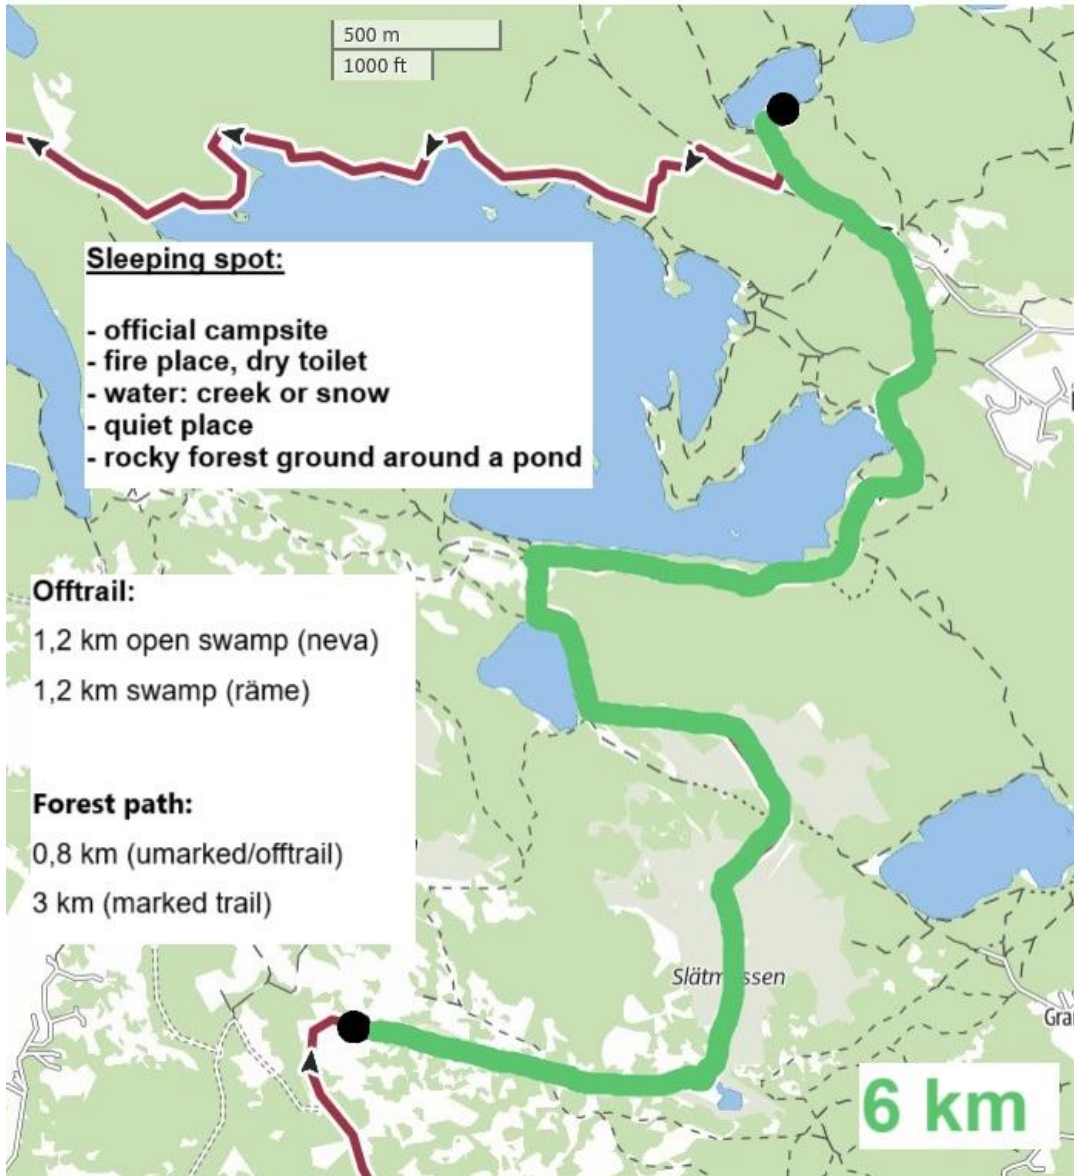 500 m
1000 ft
Sleeping spot:
- official campsite
- fire place, dry toilet
- water: creek or snow
- quiet place
- rocky forest ground around a pond
Offtrail:
1,2 km open swamp (neva)
1,2 km swamp (räme)
Forest path:
0,8 km (umarked/offtrail)
3 km (marked trail)
6 km